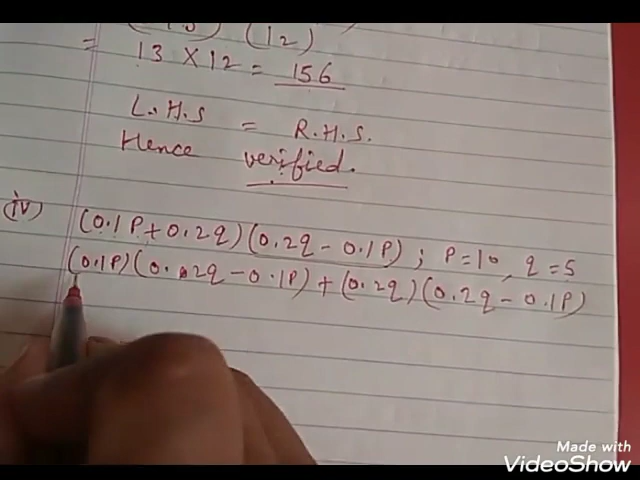 (12)
= 13 × 12 = 156
L.H.S = R.H.S.
Hence verified.
iv) (0.1P + 0.2q) (0.2q - 0.1P) ; P = 10, q = 5
(0.1P) (0.2q - 0.1P) + (0.2q) (0.2q - 0.1P)
Made with
VideoShow